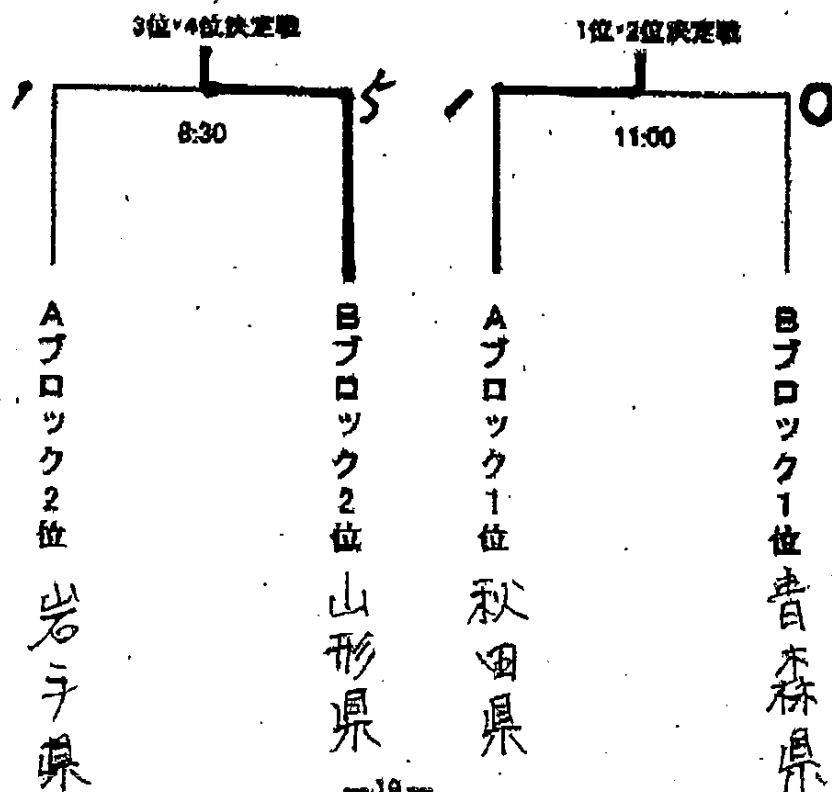 3位・4位決定戦
1 5
8:30
Aブロック2位 岩手県
Bブロック2位 山形県
1位・2位決定戦
1 0
11:00
Aブロック1位 秋田県
Bブロック1位 青森県
—19—